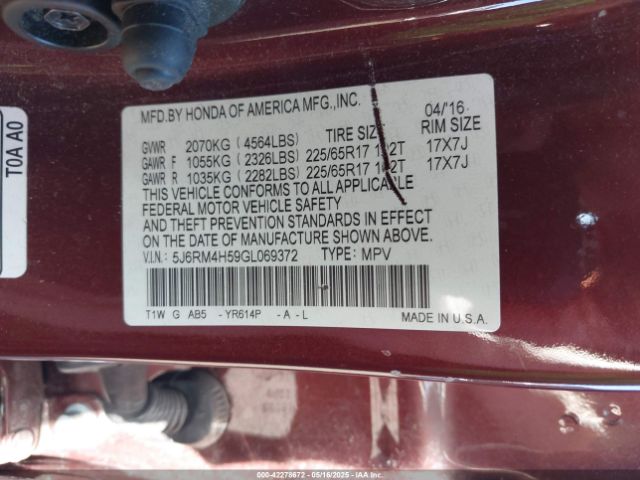 T0A A0
MFD.BY HONDA OF AMERICA MFG.,INC. 04/'16
TIRE SIZE RIM SIZE
GVWR 2070KG (4564LBS)
GAWR F 1055KG (2326LBS) 225/65R17 102T 17X7J
GAWR R 1035KG (2282LBS) 225/65R17 102T 17X7J
THIS VEHICLE CONFORMS TO ALL APPLICABLE
FEDERAL MOTOR VEHICLE SAFETY
AND THEFT PREVENTION STANDARDS IN EFFECT
ON THE DATE OF MANUFACTURE SHOWN ABOVE.
V.I.N.: 5J6RM4H59GL069372 TYPE: MPV
T1W G AB5 -YR614P -A -L MADE IN U.S.A.
000-42278672 - 05/16/2025 - IAAI.COM